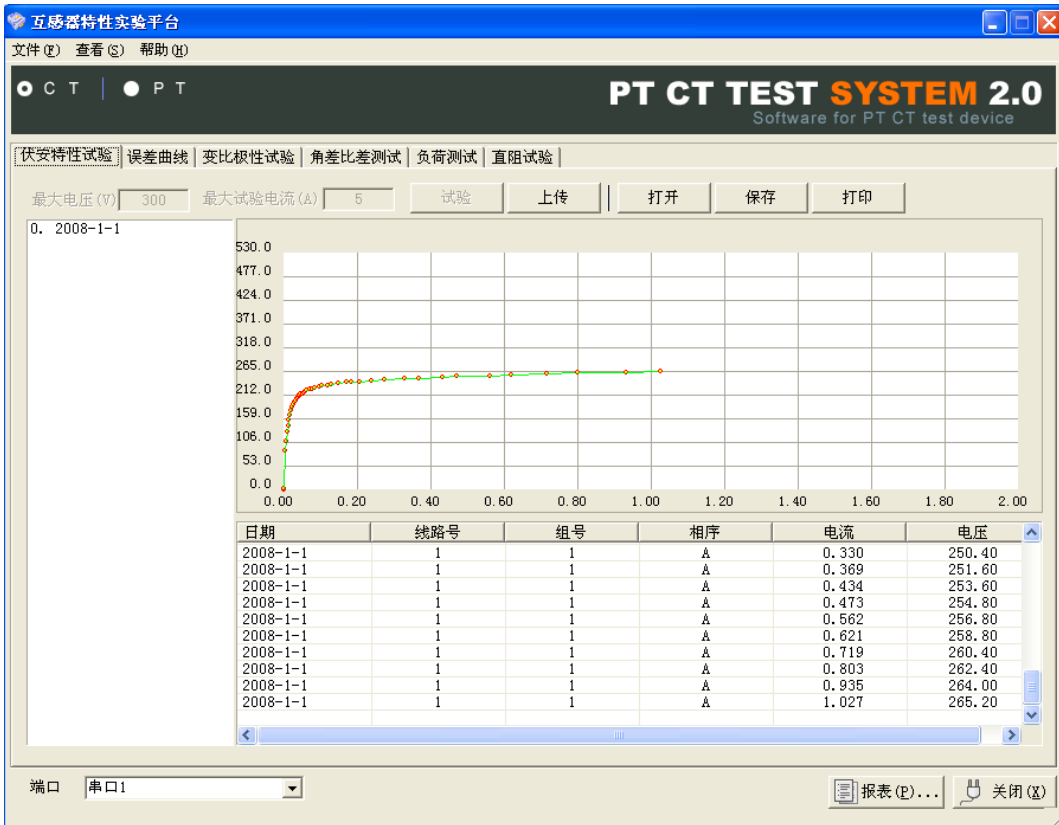 互感器特性实验平台
文件(F) 查看(S) 帮助(H)
CT PT
PT CT TEST SYSTEM 2.0
Software for PT CT test device
伏安特性试验 误差曲线 变比极性试验 角差比差测试 负荷测试 直阻试验
最大电压(V) 300 最大试验电流(A) 5 试验 上传 打开 保存 打印
0. 2008-1-1
530.0
477.0
424.0
371.0
318.0
265.0
212.0
159.0
106.0
53.0
0.0
0.00 0.20 0.40 0.60 0.80 1.00 1.20 1.40 1.60 1.80 2.00
日期 线路号 组号 相序 电流 电压
2008-1-1 1 1 A 0.330 250.40
2008-1-1 1 1 A 0.369 251.60
2008-1-1 1 1 A 0.434 253.60
2008-1-1 1 1 A 0.473 254.80
2008-1-1 1 1 A 0.562 256.80
2008-1-1 1 1 A 0.621 258.80
2008-1-1 1 1 A 0.719 260.40
2008-1-1 1 1 A 0.803 262.40
2008-1-1 1 1 A 0.935 264.00
2008-1-1 1 1 A 1.027 265.20
端口 串口1 报表(P)... 关闭(X)